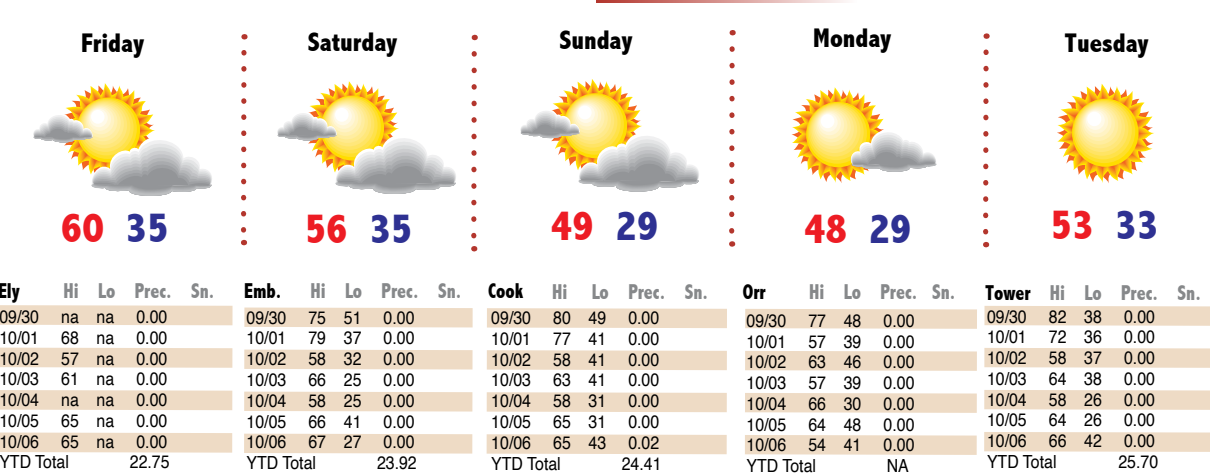 Friday Saturday Sunday Monday Tuesday
60 35 56 35 49 29 48 29 53 33
Ely Hi Lo Prec. Sn.
09/30 na na 0.00
10/01 68 na 0.00
10/02 57 na 0.00
10/03 61 na 0.00
10/04 na na 0.00
10/05 65 na 0.00
10/06 65 na 0.00
YTD Total 22.75
Emb. Hi Lo Prec. Sn.
09/30 75 51 0.00
10/01 79 37 0.00
10/02 58 32 0.00
10/03 66 25 0.00
10/04 58 25 0.00
10/05 66 41 0.00
10/06 67 27 0.00
YTD Total 23.92
Cook Hi Lo Prec. Sn.
09/30 80 49 0.00
10/01 77 41 0.00
10/02 58 41 0.00
10/03 63 41 0.00
10/04 58 31 0.00
10/05 65 31 0.00
10/06 65 43 0.02
YTD Total 24.41
Orr Hi Lo Prec. Sn.
09/30 77 48 0.00
10/01 57 39 0.00
10/02 63 46 0.00
10/03 57 39 0.00
10/04 66 30 0.00
10/05 64 48 0.00
10/06 54 41 0.00
YTD Total NA
Tower Hi Lo Prec. Sn.
09/30 82 38 0.00
10/01 72 36 0.00
10/02 58 37 0.00
10/03 64 38 0.00
10/04 58 26 0.00
10/05 64 26 0.00
10/06 66 42 0.00
YTD Total 25.70